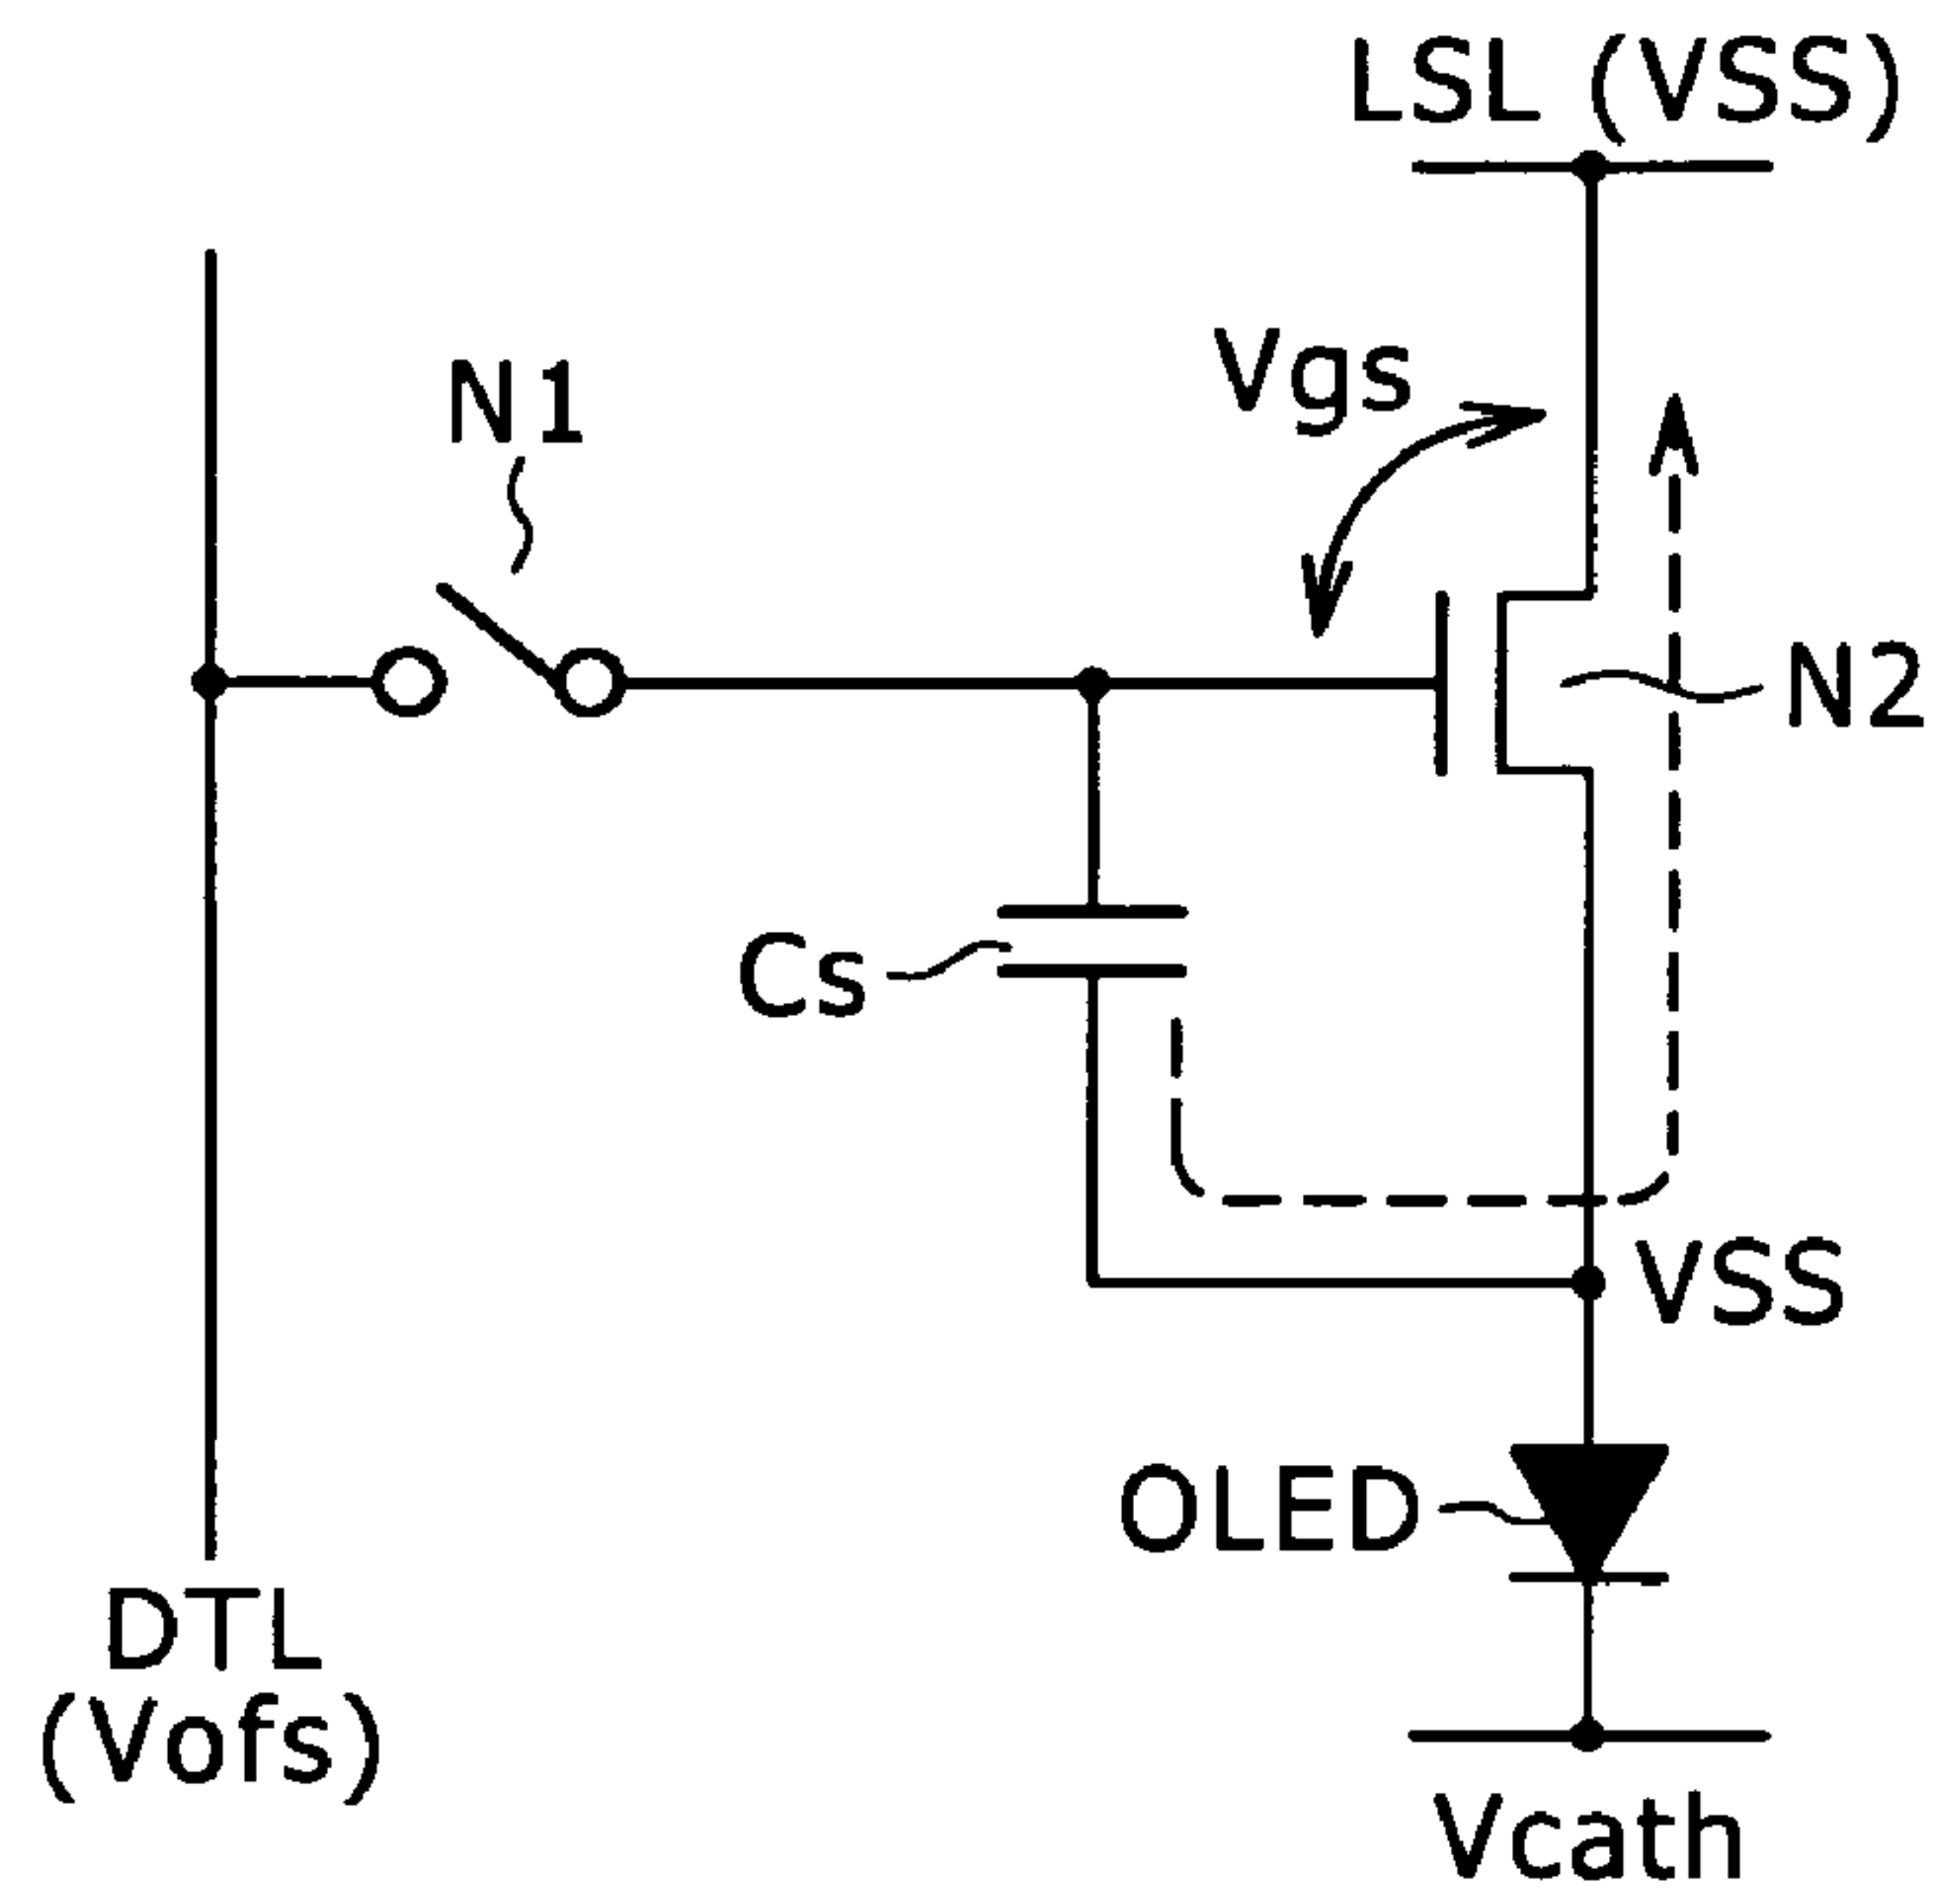 LSL (VSS)
Vgs
N1
N2
Cs
VSS
OLED
DTL
(Vofs)
Vcath